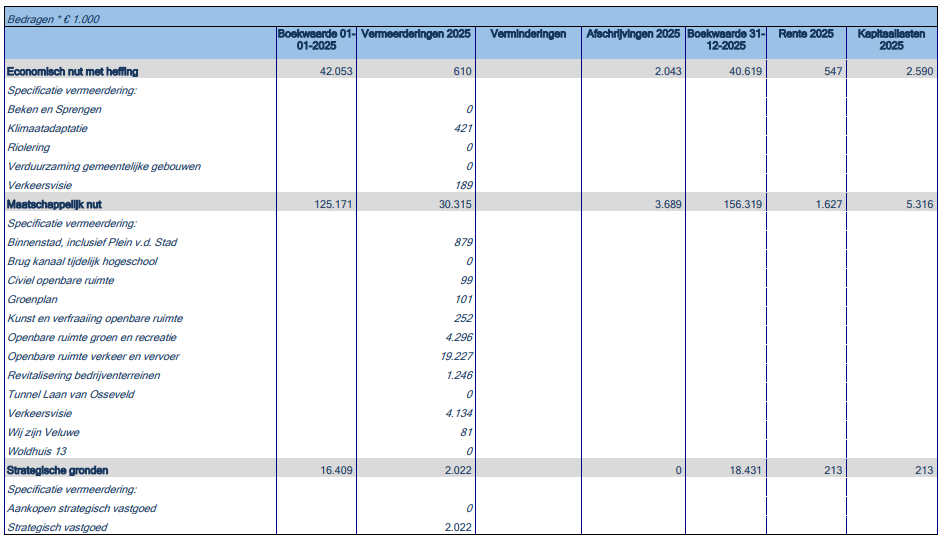 Bedragen * € 1.000
Boekwaarde 01-01-2025 Vermeerderingen 2025 Verminderingen Afschrijvingen 2025 Boekwaarde 31-12-2025 Rente 2025 Kapitaallasten 2025
Economisch nut met heffing 42.053 610 2.043 40.619 547 2.590
Specificatie vermeerdering:
Beken en Sprengen 0
Klimaatadaptatie 421
Riolering 0
Verduurzaming gemeentelijke gebouwen 0
Verkeersvisie 189
Maatschappelijk nut 125.171 30.315 3.689 156.319 1.627 5.316
Specificatie vermeerdering:
Binnenstad, inclusief Plein v.d. Stad 879
Brug kanaal tijdelijk hogeschool 0
Civiel openbare ruimte 99
Groenplan 101
Kunst en verfraaiing openbare ruimte 252
Openbare ruimte groen en recreatie 4.296
Openbare ruimte verkeer en vervoer 19.227
Revitalisering bedrijventerreinen 1.246
Tunnel Laan van Osseveld 0
Verkeersvisie 4.134
Wij zijn Veluwe 81
Woldhuis 13 0
Strategische gronden 16.409 2.022 0 18.431 213 213
Specificatie vermeerdering:
Aankopen strategisch vastgoed 0
Strategisch vastgoed 2.022